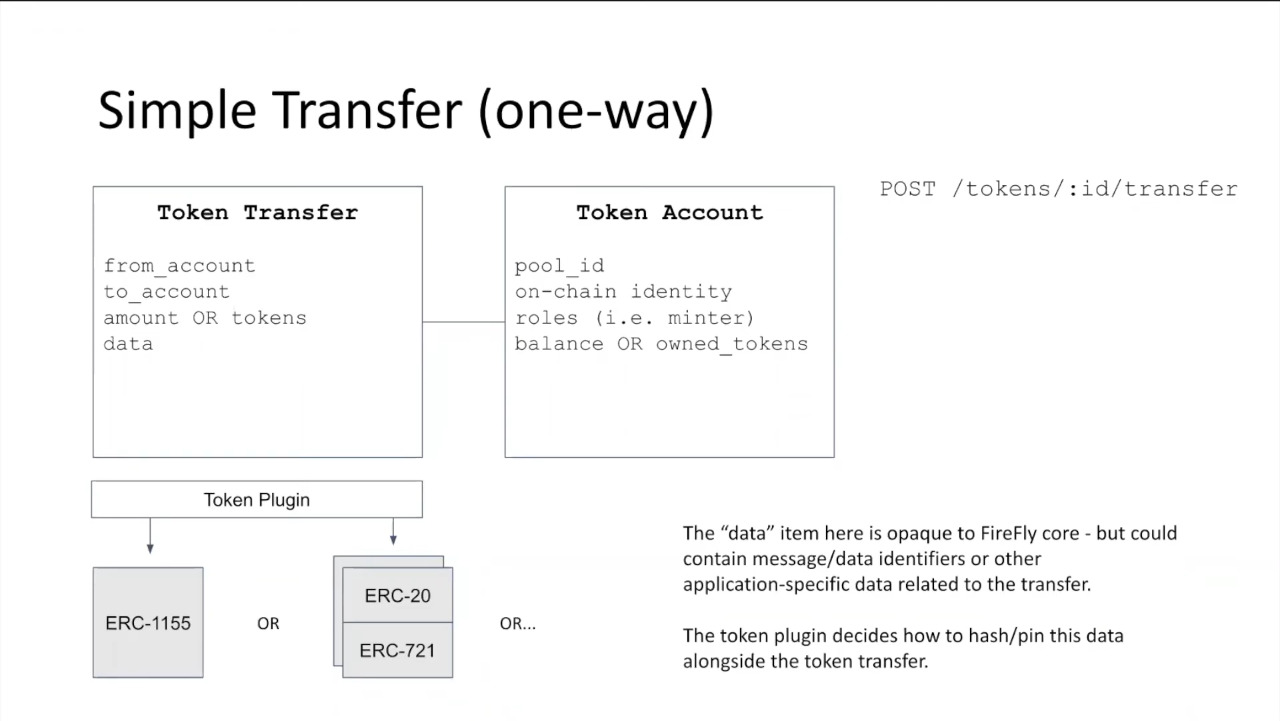 Simple Transfer (one-way)
POST /tokens/:id/transfer
Token Transfer
from_account
to_account
amount OR tokens
data
Token Account
pool_id
on-chain identity
roles (i.e. minter)
balance OR owned_tokens
Token Plugin
ERC-1155
OR
ERC-20
ERC-721
OR...
The “data” item here is opaque to FireFly core - but could
contain message/data identifiers or other
application-specific data related to the transfer.
The token plugin decides how to hash/pin this data
alongside the token transfer.